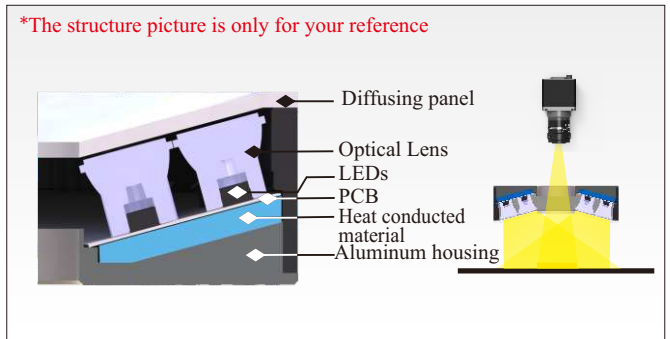 *The structure picture is only for your reference
Diffusing panel
Optical Lens
LEDs
PCB
Heat conducted
material
Aluminum housing